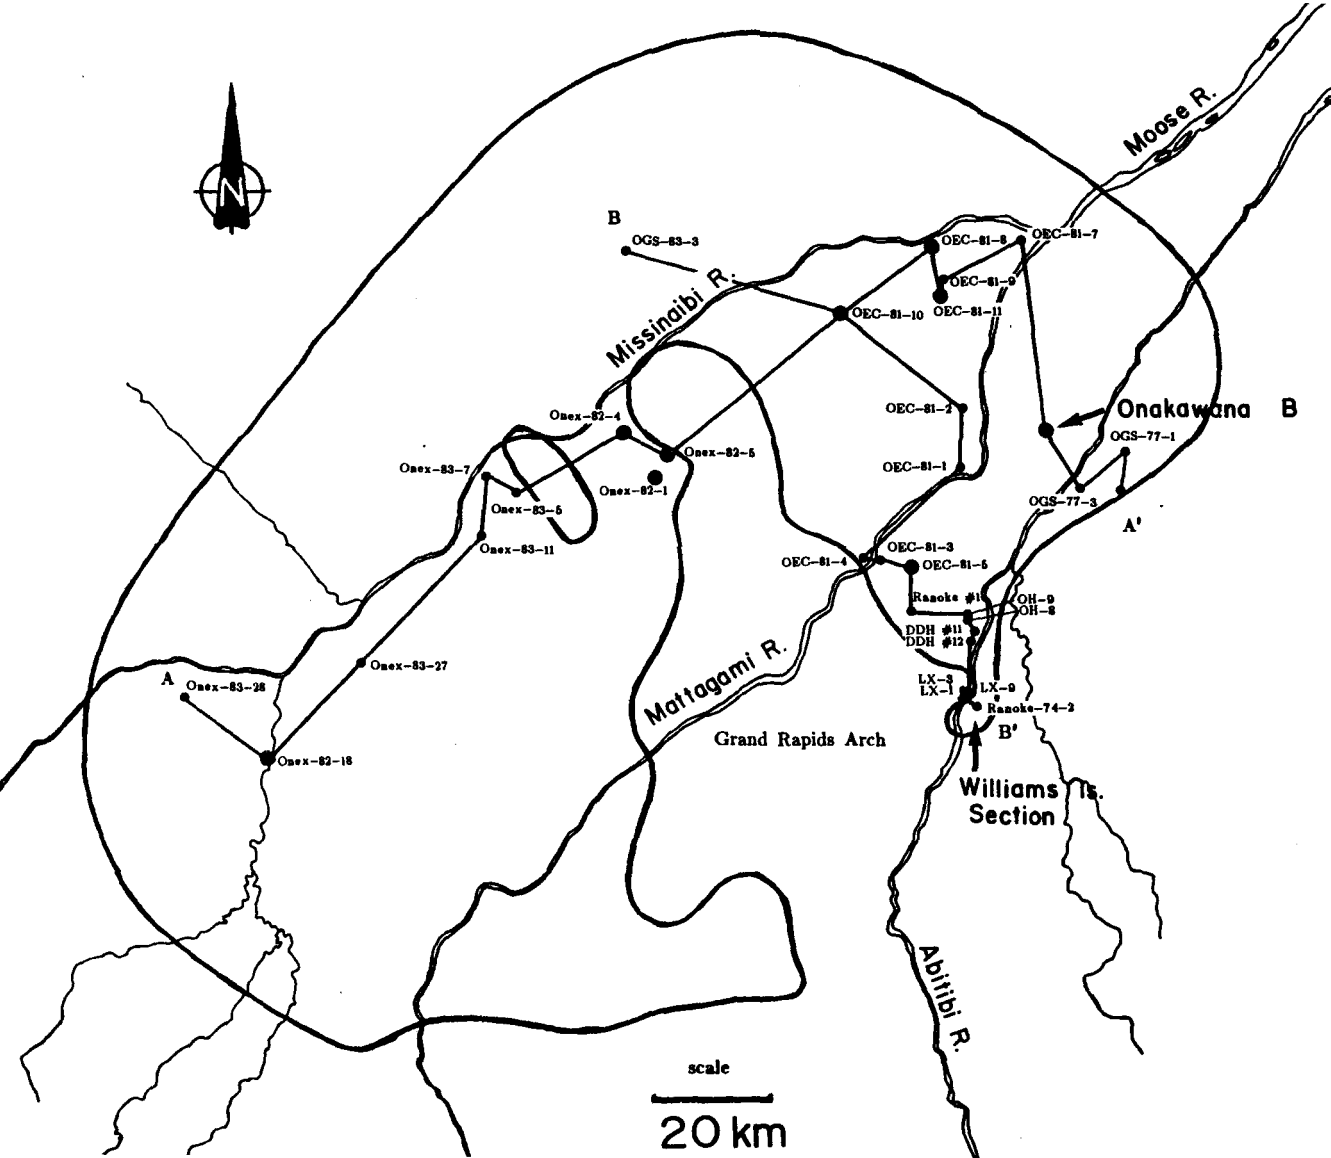 Moose R.
N
B
OGS-83-3
OEC-81-8
OEC-81-7
Missinaibi R.
OEC-81-9
OEC-81-10
OEC-81-11
Onex-82-4
OEC-81-2
Onakawana B
OGS-77-1
Onex-82-5
Onex-83-7
OEC-81-1
Onex-82-1
Onex-83-5
OGS-77-3
A'
Onex-83-11
OEC-81-3
OEC-81-4
OEC-81-5
Ranoke #1
OH-9
OH-8
DDH #11
DDH #12
Onex-83-27
Mattagami R.
A
Onex-83-28
LX-3
LX-1
LX-9
Ranoke-74-2
Grand Rapids Arch
B'
Onex-82-18
Williams Is.
Section
Abitibi R.
scale
20 km